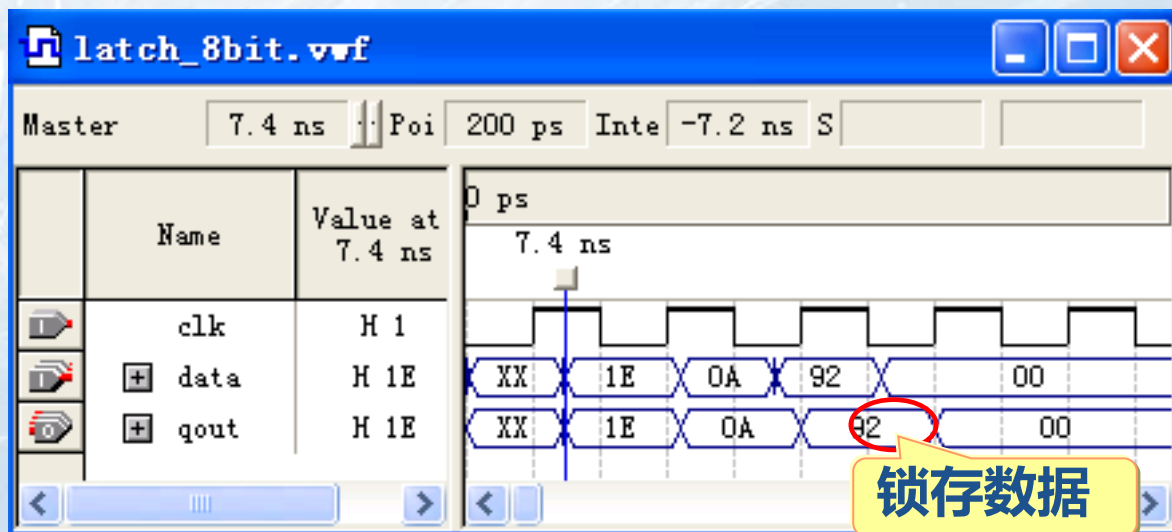 latch_8bit.vwf
Master 7.4 ns Poi 200 ps Inte -7.2 ns S
Name Value at 7.4 ns 0 ps
7.4 ns
clk H 1
data H 1E XX 1E 0A 92 00
qout H 1E XX 1E 0A 92 00
锁存数据